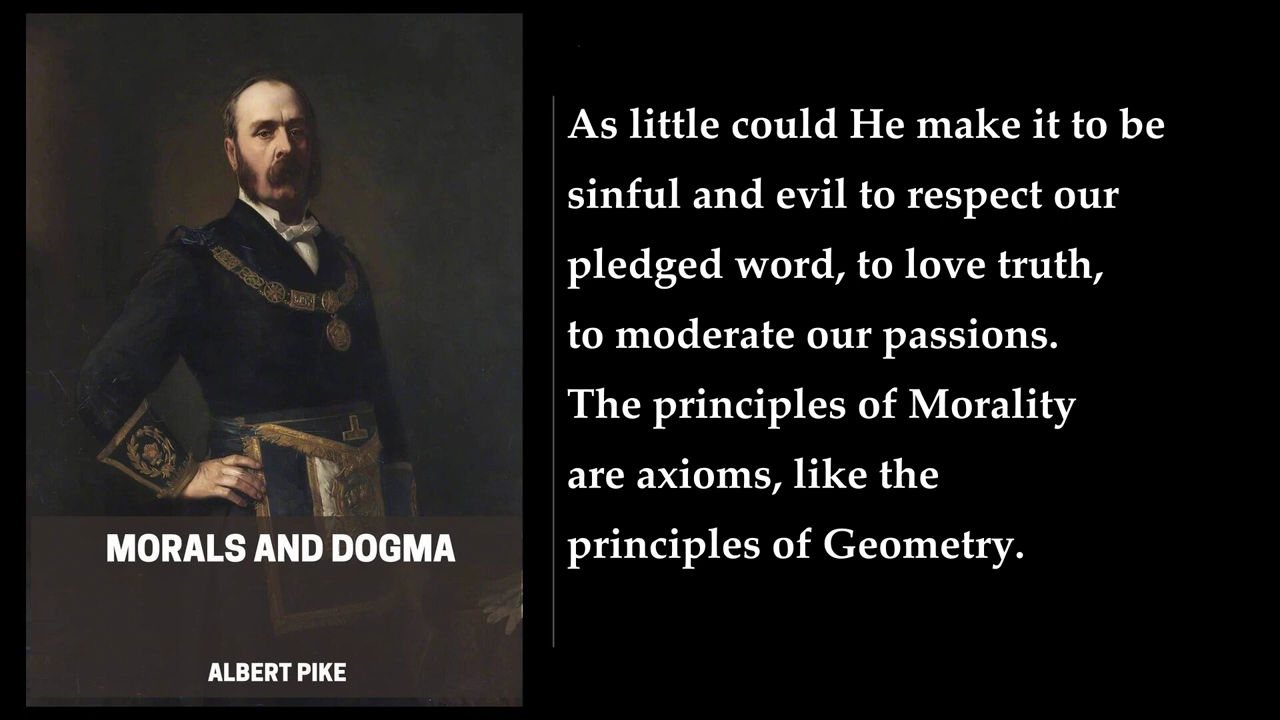 MORALS AND DOGMA
ALBERT PIKE
As little could He make it to be
sinful and evil to respect our
pledged word, to love truth,
to moderate our passions.
The principles of Morality
are axioms, like the
principles of Geometry.